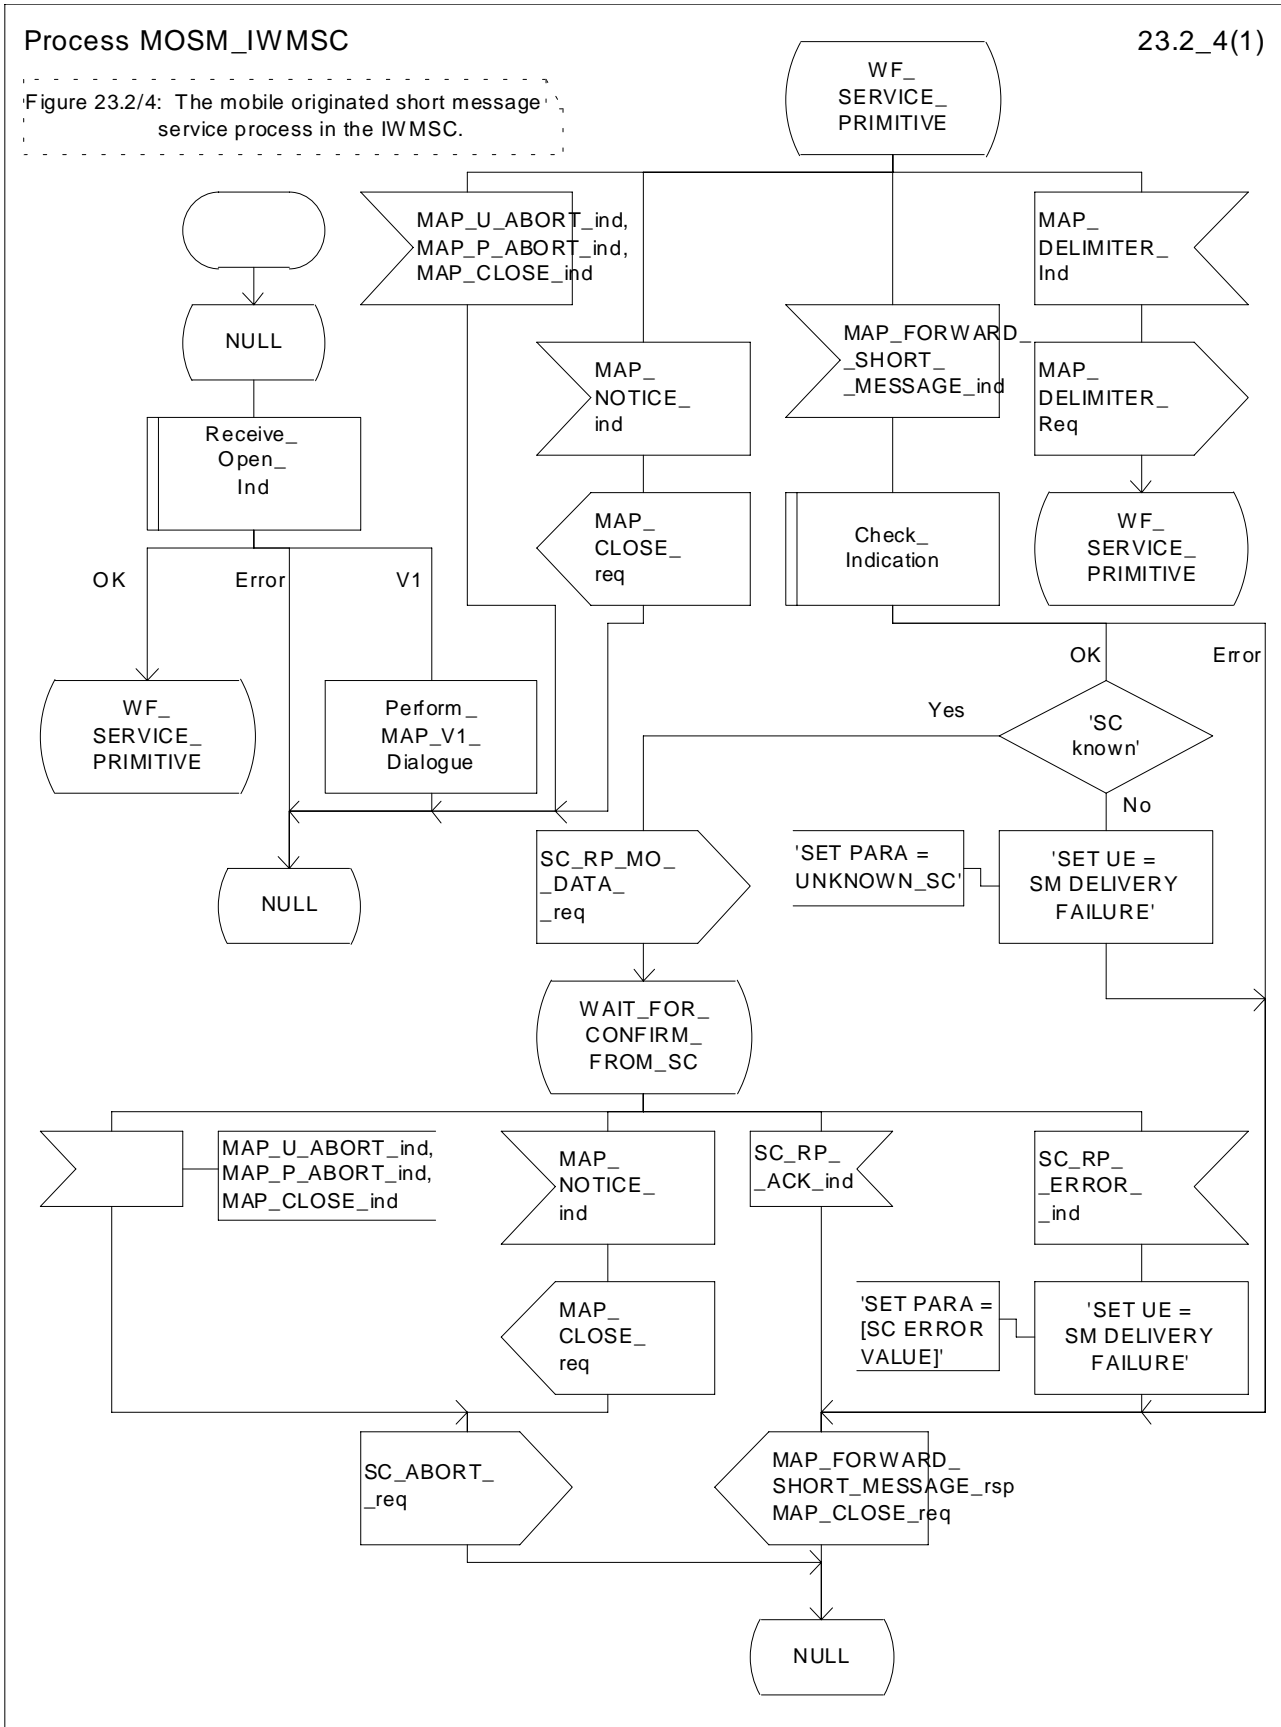 Process MOSM_IWMSC
23.2_4(1)
Figure 23.2/4: The mobile originated short message
service process in the IWMSC.
WF_
SERVICE_
PRIMITIVE
MAP_U_ABORT_ind,
MAP_P_ABORT_ind,
MAP_CLOSE_ind
MAP_
DELIMITER_
Ind
NULL
MAP_
NOTICE_
ind
MAP_FORWARD_
_SHORT_
_MESSAGE_ind
MAP_
DELIMITER_
Req
Receive_
Open_
Ind
MAP_
CLOSE_
req
Check_
Indication
WF_
SERVICE_
PRIMITIVE
OK
Error
V1
OK
Error
WF_
SERVICE_
PRIMITIVE
Perform_
MAP_V1_
Dialogue
Yes
'SC
known'
No
NULL
SC_RP_MO_
_DATA_
_req
'SET PARA =
UNKNOWN_SC'
'SET UE =
SM DELIVERY
FAILURE'
WAIT_FOR_
CONFIRM_
FROM_SC
MAP_U_ABORT_ind,
MAP_P_ABORT_ind,
MAP_CLOSE_ind
MAP_
NOTICE_
ind
SC_RP_
_ACK_ind
SC_RP_
_ERROR_
_ind
MAP_
CLOSE_
req
'SET PARA =
[SC ERROR
VALUE]'
'SET UE =
SM DELIVERY
FAILURE'
SC_ABORT_
_req
MAP_FORWARD_
SHORT_MESSAGE_rsp
MAP_CLOSE_req
NULL